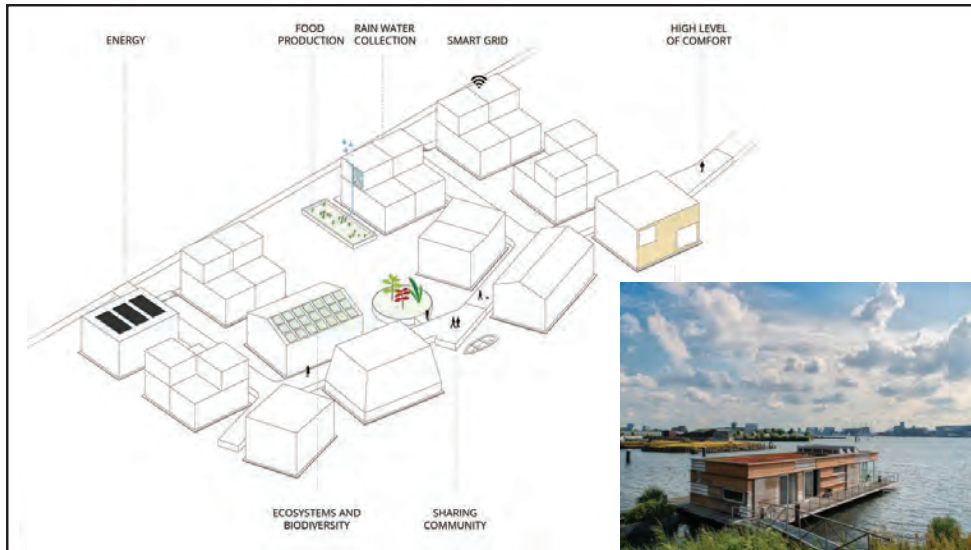 ENERGY
FOOD
PRODUCTION
RAIN WATER
COLLECTION
SMART GRID
HIGH LEVEL
OF COMFORT
ECOSYSTEMS AND
BIODIVERSITY
SHARING
COMMUNITY